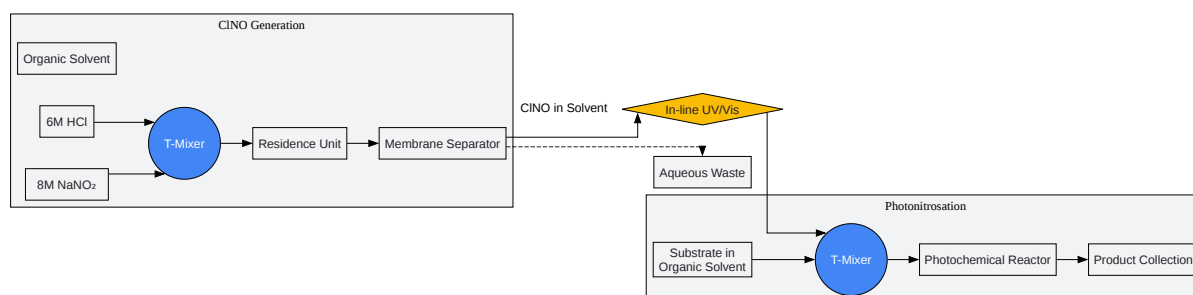 ClNO Generation
Organic Solvent
6M HCl
8M NaNO₂
T-Mixer
Residence Unit
Membrane Separator
ClNO in Solvent
In-line UV/Vis
Aqueous Waste
Photonitrosation
Substrate in
Organic Solvent
T-Mixer
Photochemical Reactor
Product Collection